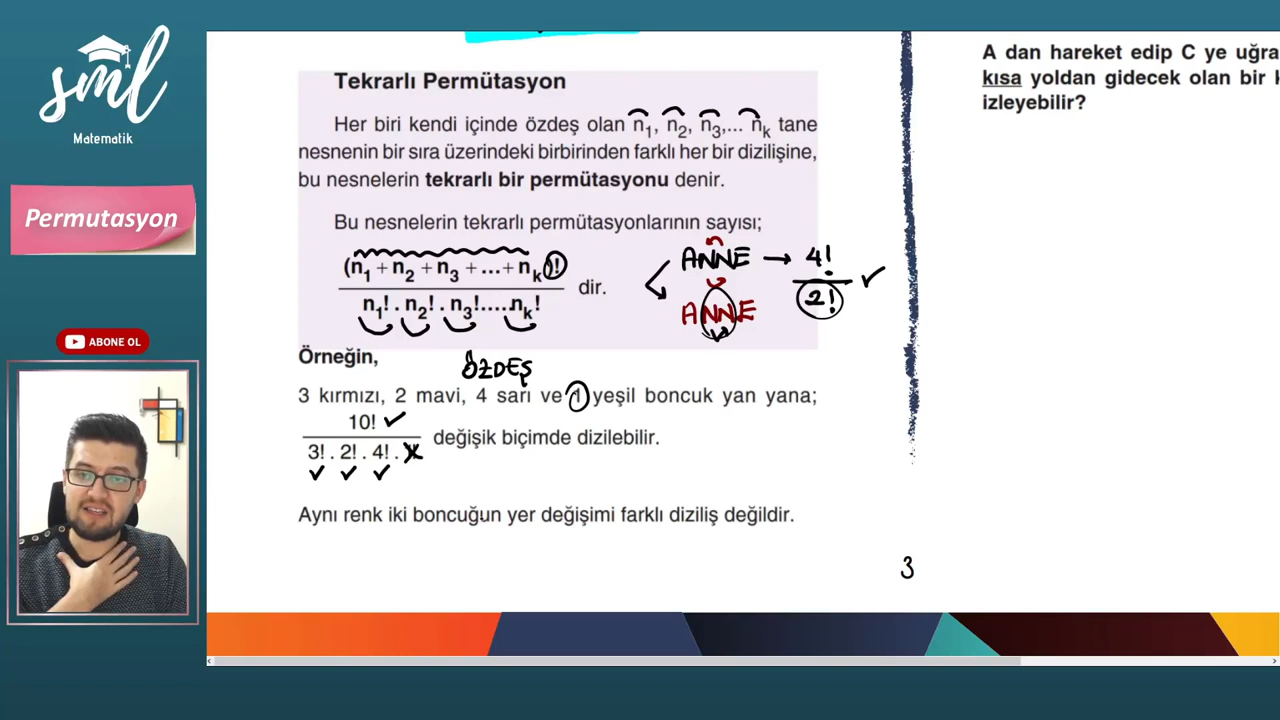 sml
Matematik
Permutasyon
ABONE OL
Tekrarlı Permütasyon
Her biri kendi içinde özdeş olan n₁, n₂, n₃,... nₖ tane
nesnenin bir sıra üzerindeki birbirinden farklı her bir dizilişine,
bu nesnelerin tekrarlı bir permütasyonu denir.
Bu nesnelerin tekrarlı permütasyonlarının sayısı;
(n₁ + n₂ + n₃ + ... + nₖ)!
n₁! . n₂! . n₃!.....nₖ!
dir.
ANNE → 4!
2! ✓
ANNE
Örneğin,
ÖZDEŞ
3 kırmızı, 2 mavi, 4 sarı ve 1 yeşil boncuk yan yana;
10! ✓
3! . 2! . 4! .
değişik biçimde dizilebilir.
✓ ✓ ✓
Aynı renk iki boncuğun yer değişimi farklı diziliş değildir.
3
A dan hareket edip C ye uğra
kısa yoldan gidecek olan bir k
izleyebilir?